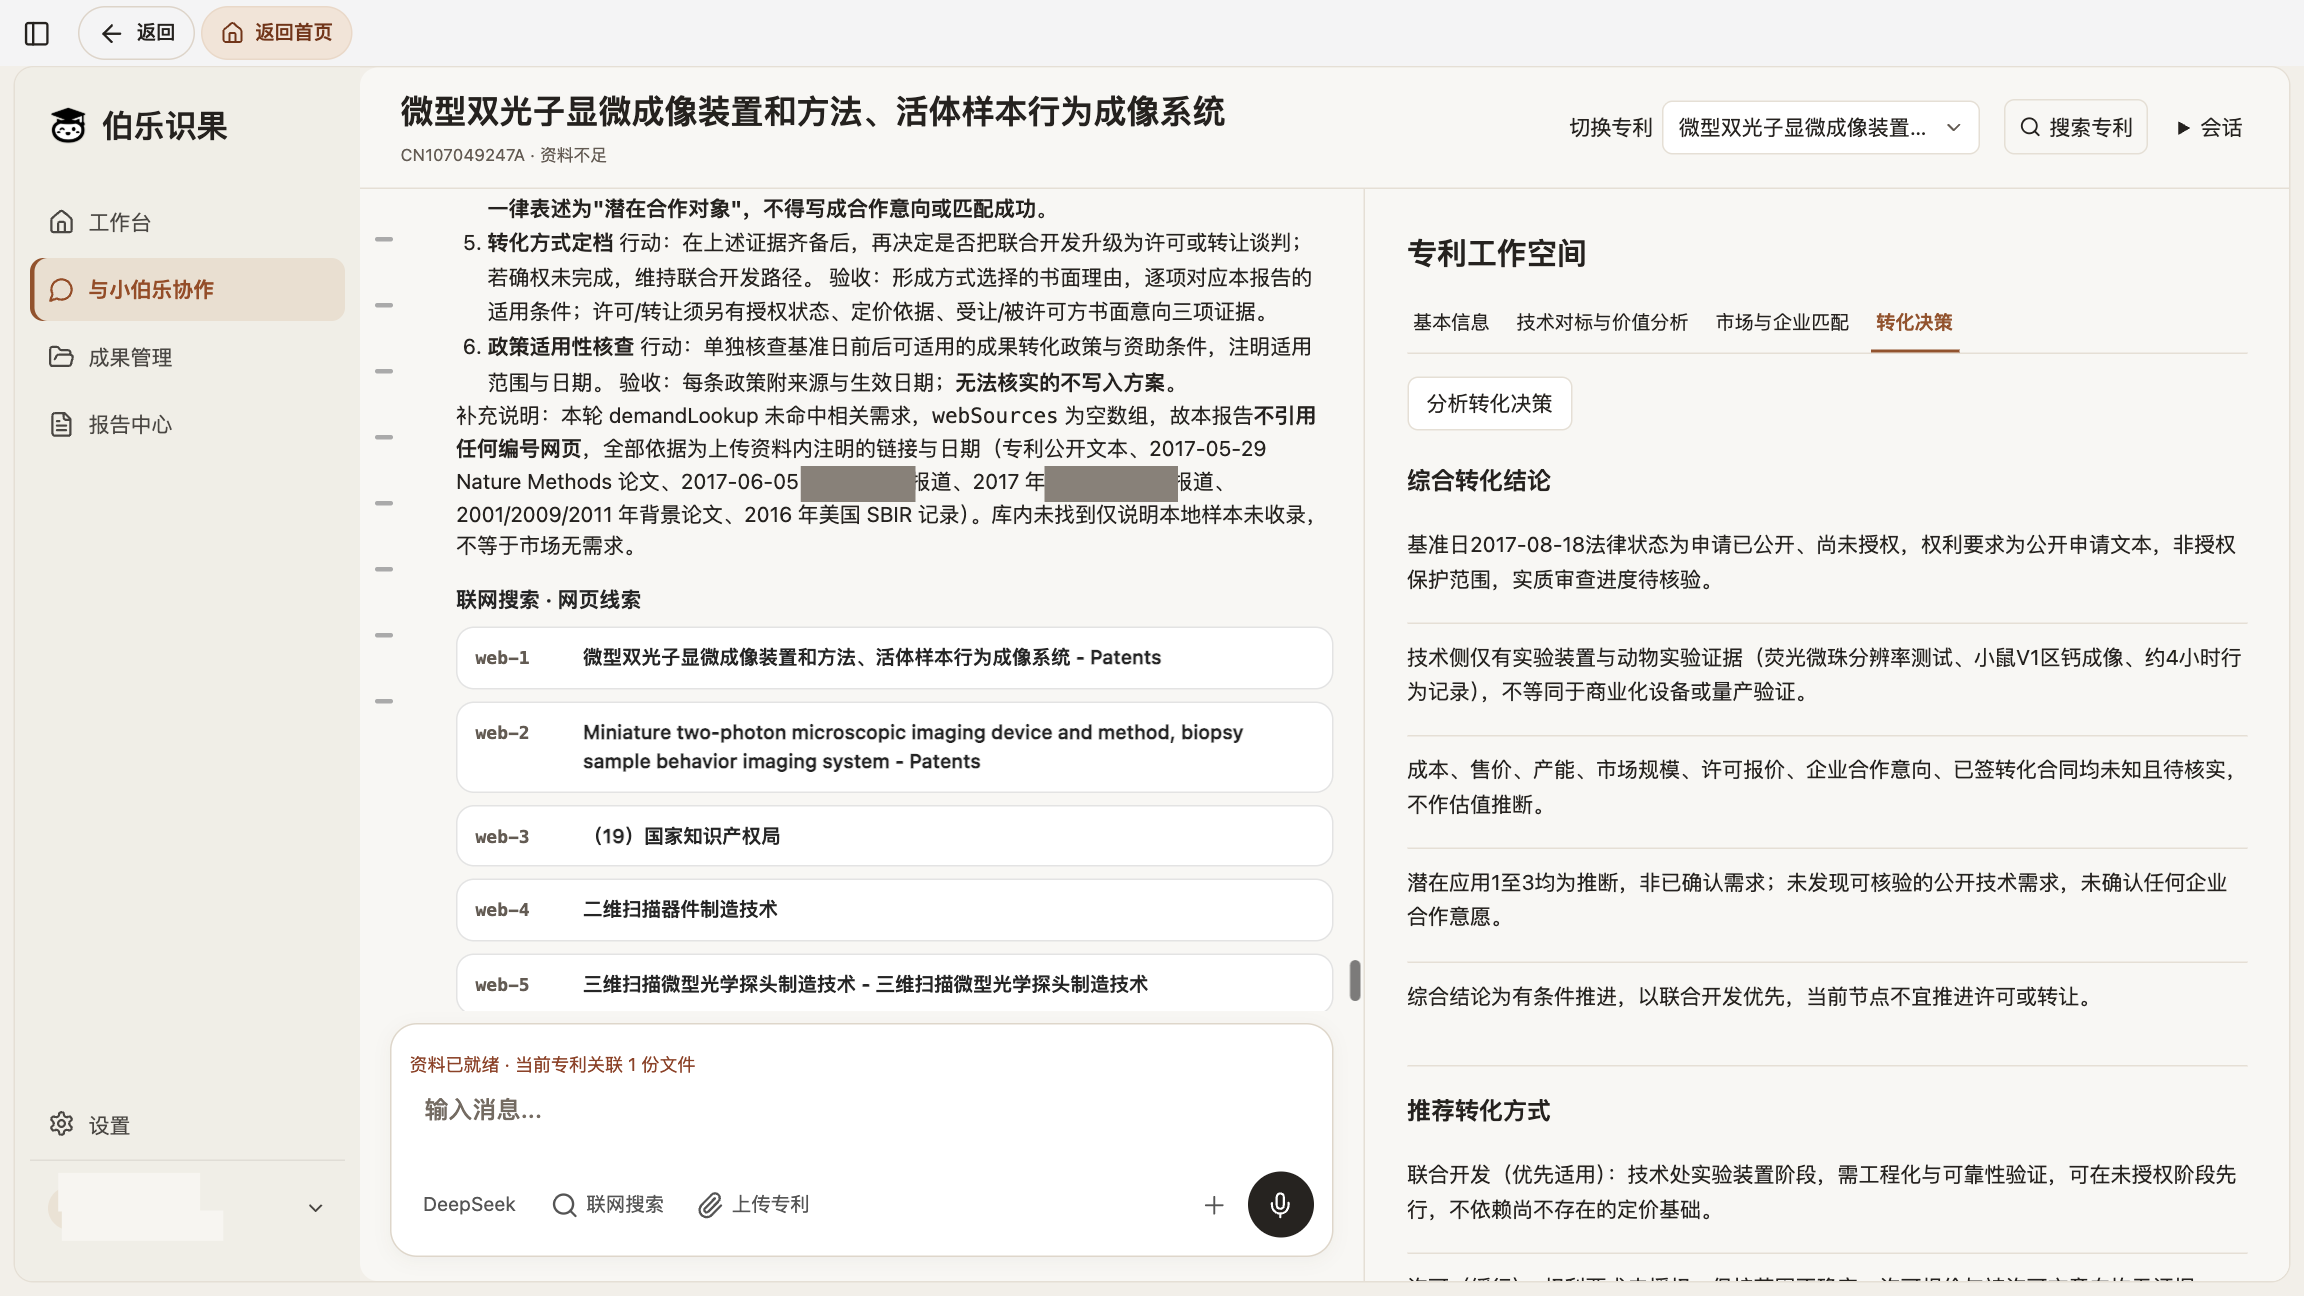 返回
返回首页
伯乐识果
工作台
与小伯乐协作
成果管理
报告中心
设置
微型双光子显微成像装置和方法、活体样本行为成像系统
CN107049247A · 资料不足
切换专利
微型双光子显微成像装置...
搜索专利
会话
一律表述为"潜在合作对象"，不得写成合作意向或匹配成功。
5. 转化方式定档 行动：在上述证据齐备后，再决定是否把联合开发升级为许可或转让谈判；
若确权未完成，维持联合开发路径。 验收：形成方式选择的书面理由，逐项对应本报告的
适用条件；许可/转让须另有授权状态、定价依据、受让/被许可方书面意向三项证据。
6. 政策适用性核查 行动：单独核查基准日前后可适用的成果转化政策与资助条件，注明适用
范围与日期。 验收：每条政策附来源与生效日期；无法核实的不写入方案。
补充说明：本轮 demandLookup 未命中相关需求，webSources 为空数组，故本报告不引用
任何编号网页，全部依据为上传资料内注明的链接与日期（专利公开文本、2017-05-29
Nature Methods 论文、2017-06-05 报道、2017 年 报道、
2001/2009/2011 年背景论文、2016 年美国 SBIR 记录）。库内未找到仅说明本地样本未收录，
不等于市场无需求。
联网搜索 · 网页线索
web-1 微型双光子显微成像装置和方法、活体样本行为成像系统 - Patents
web-2 Miniature two-photon microscopic imaging device and method, biopsy
sample behavior imaging system - Patents
web-3 （19）国家知识产权局
web-4 二维扫描器件制造技术
web-5 三维扫描微型光学探头制造技术 - 三维扫描微型光学探头制造技术
资料已就绪 · 当前专利关联 1 份文件
输入消息...
DeepSeek
联网搜索
上传专利
专利工作空间
基本信息
技术对标与价值分析
市场与企业匹配
转化决策
分析转化决策
综合转化结论
基准日2017-08-18法律状态为申请已公开、尚未授权，权利要求为公开申请文本，非授权
保护范围，实质审查进度待核验。
技术侧仅有实验装置与动物实验证据（荧光微珠分辨率测试、小鼠V1区钙成像、约4小时行
为记录），不等同于商业化设备或量产验证。
成本、售价、产能、市场规模、许可报价、企业合作意向、已签转化合同均未知且待核实，
不作估值推断。
潜在应用1至3均为推断，非已确认需求；未发现可核验的公开技术需求，未确认任何企业
合作意愿。
综合结论为有条件推进，以联合开发优先，当前节点不宜推进许可或转让。
推荐转化方式
联合开发（优先适用）：技术处实验装置阶段，需工程化与可靠性验证，可在未授权阶段先
行，不依赖尚不存在的定价基础。